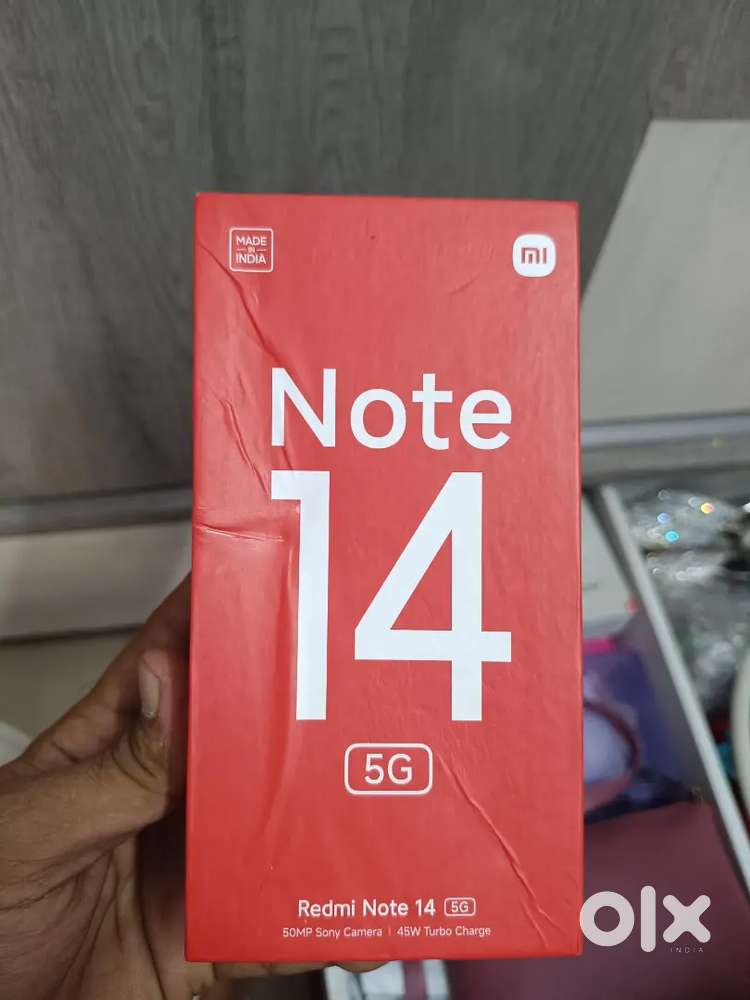 MADE
IN
INDIA
mi
Note
14
5G
Redmi Note 14 5G
50MP Sony Camera | 45W Turbo Charge
olx
INDIA